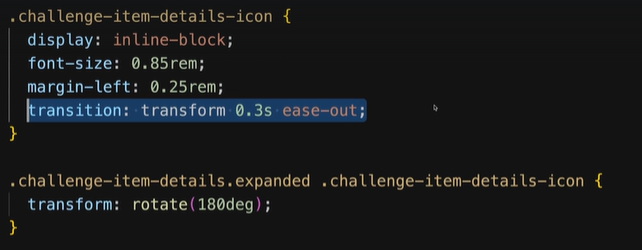 .challenge-item-details-icon {
display: inline-block;
font-size: 0.85rem;
margin-left: 0.25rem;
transition: transform 0.3s ease-out;
}
.challenge-item-details.expanded .challenge-item-details-icon {
transform: rotate(180deg);
}